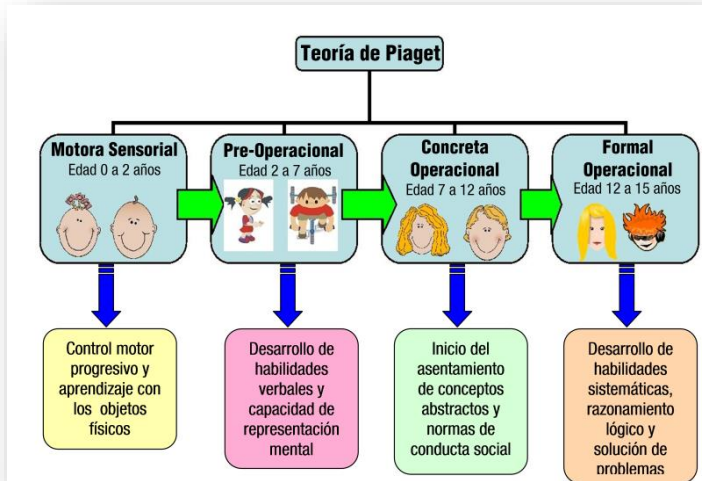 Teoría de Piaget
Motora Sensorial
Edad 0 a 2 años
Pre-Operacional
Edad 2 a 7 años
Concreta
Operacional
Edad 7 a 12 años
Formal
Operacional
Edad 12 a 15 años
Control motor
progresivo y
aprendizaje con
los objetos
físicos
Desarrollo de
habilidades
verbales y
capacidad de
representación
mental
Inicio del
asentamiento
de conceptos
abstractos y
normas de
conducta social
Desarrollo de
habilidades
sistemáticas,
razonamiento
lógico y
solución de
problemas